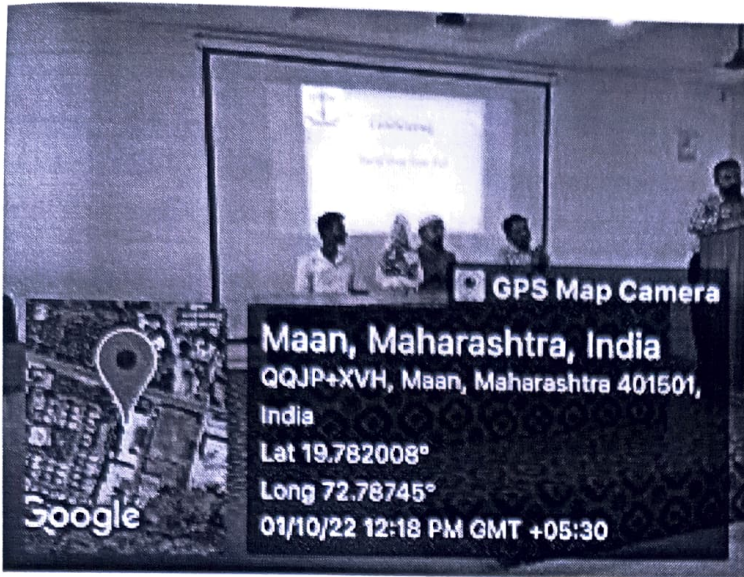 GPS Map Camera
Maan, Maharashtra, India
QQJP+XVH, Maan, Maharashtra 401501,
India
Lat 19.782008°
Long 72.78745°
01/10/22 12:18 PM GMT +05:30
Google